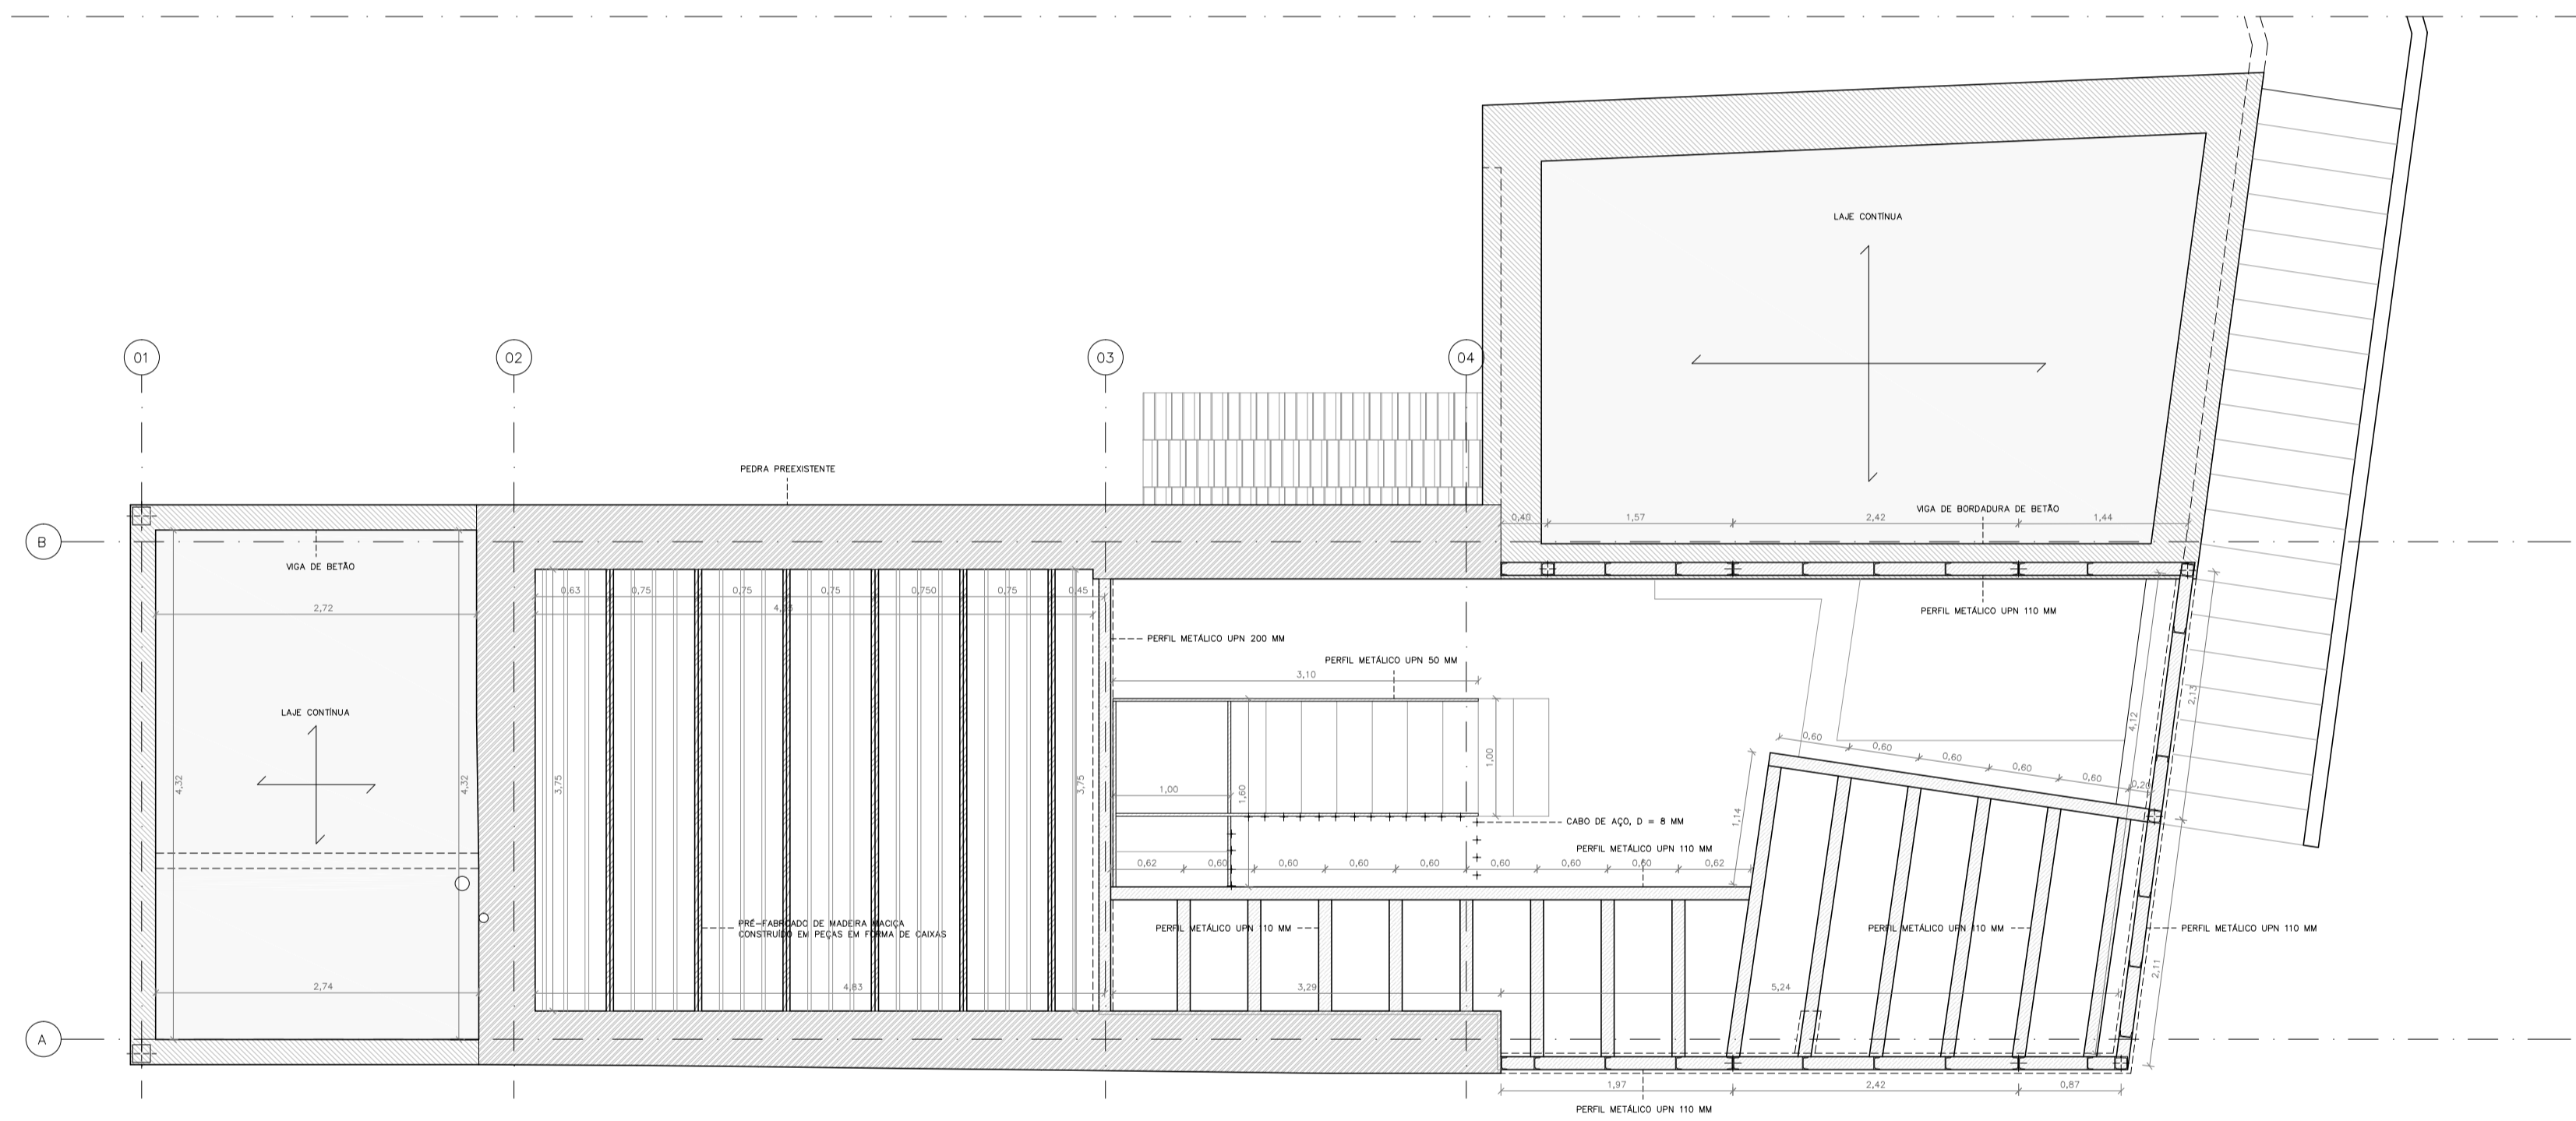 LAJE CONTÍNUA
01
02
03
04
PEDRA PREEXISTENTE
VIGA DE BORDADURA DE BETÃO
0,40
1,57
2,42
1,44
B
VIGA DE BETÃO
0,63
0,75
0,75
0,75
0,750
0,75
0,45
2,72
PERFIL METÁLICO UPN 110 MM
PERFIL METÁLICO UPN 200 MM
PERFIL METÁLICO UPN 50 MM
3,10
2,13
4,12
LAJE CONTÍNUA
0,60
0,60
0,60
0,60
0,60
0,20
4,32
4,32
3,75
3,75
1,00
1,60
1,00
1,14
CABO DE AÇO, D = 8 MM
PERFIL METÁLICO UPN 110 MM
0,62
0,60
0,60
0,60
0,60
0,60
0,60
0,60
0,62
PRÉ-FABRICADO DE MADEIRA MACIÇA
CONSTRUÍDO EM PEÇAS EM FORMA DE CAIXAS
PERFIL METÁLICO UPN 110 MM
PERFIL METÁLICO UPN 110 MM
PERFIL METÁLICO UPN 110 MM
2,11
2,74
4,83
3,29
5,24
A
1,97
2,42
0,87
PERFIL METÁLICO UPN 110 MM